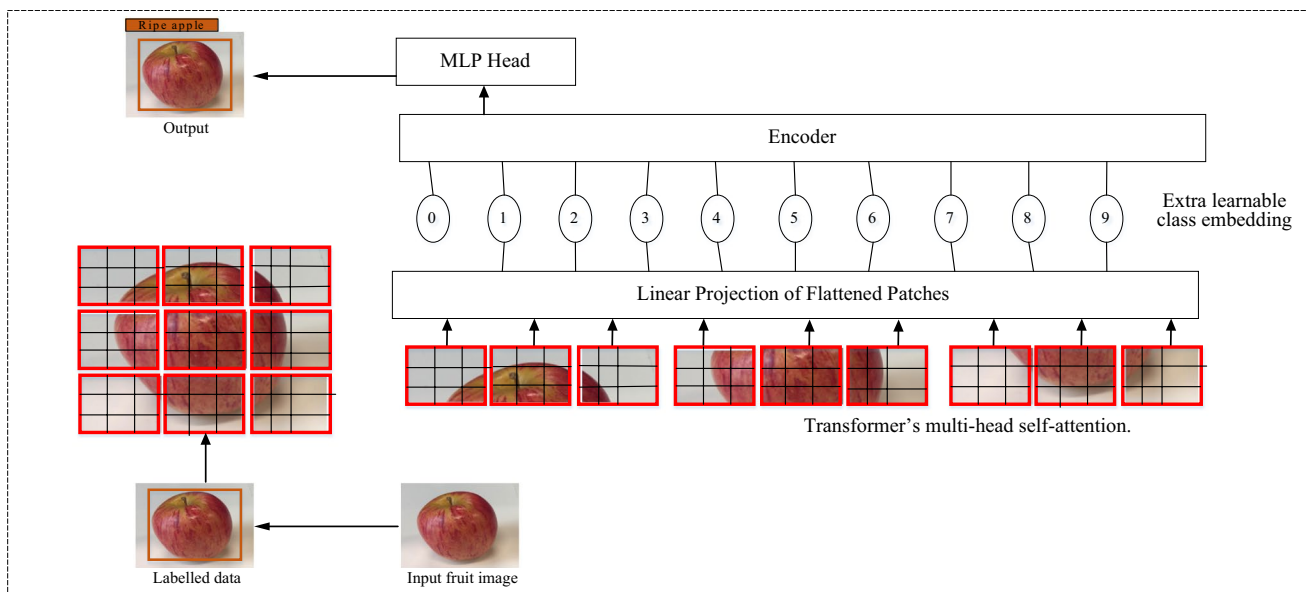 Ripe apple
MLP Head
Output
Encoder
0 1 2 3 4 5 6 7 8 9
Extra learnable
class embedding
Linear Projection of Flattened Patches
Transformer's multi-head self-attention.
Labelled data
Input fruit image